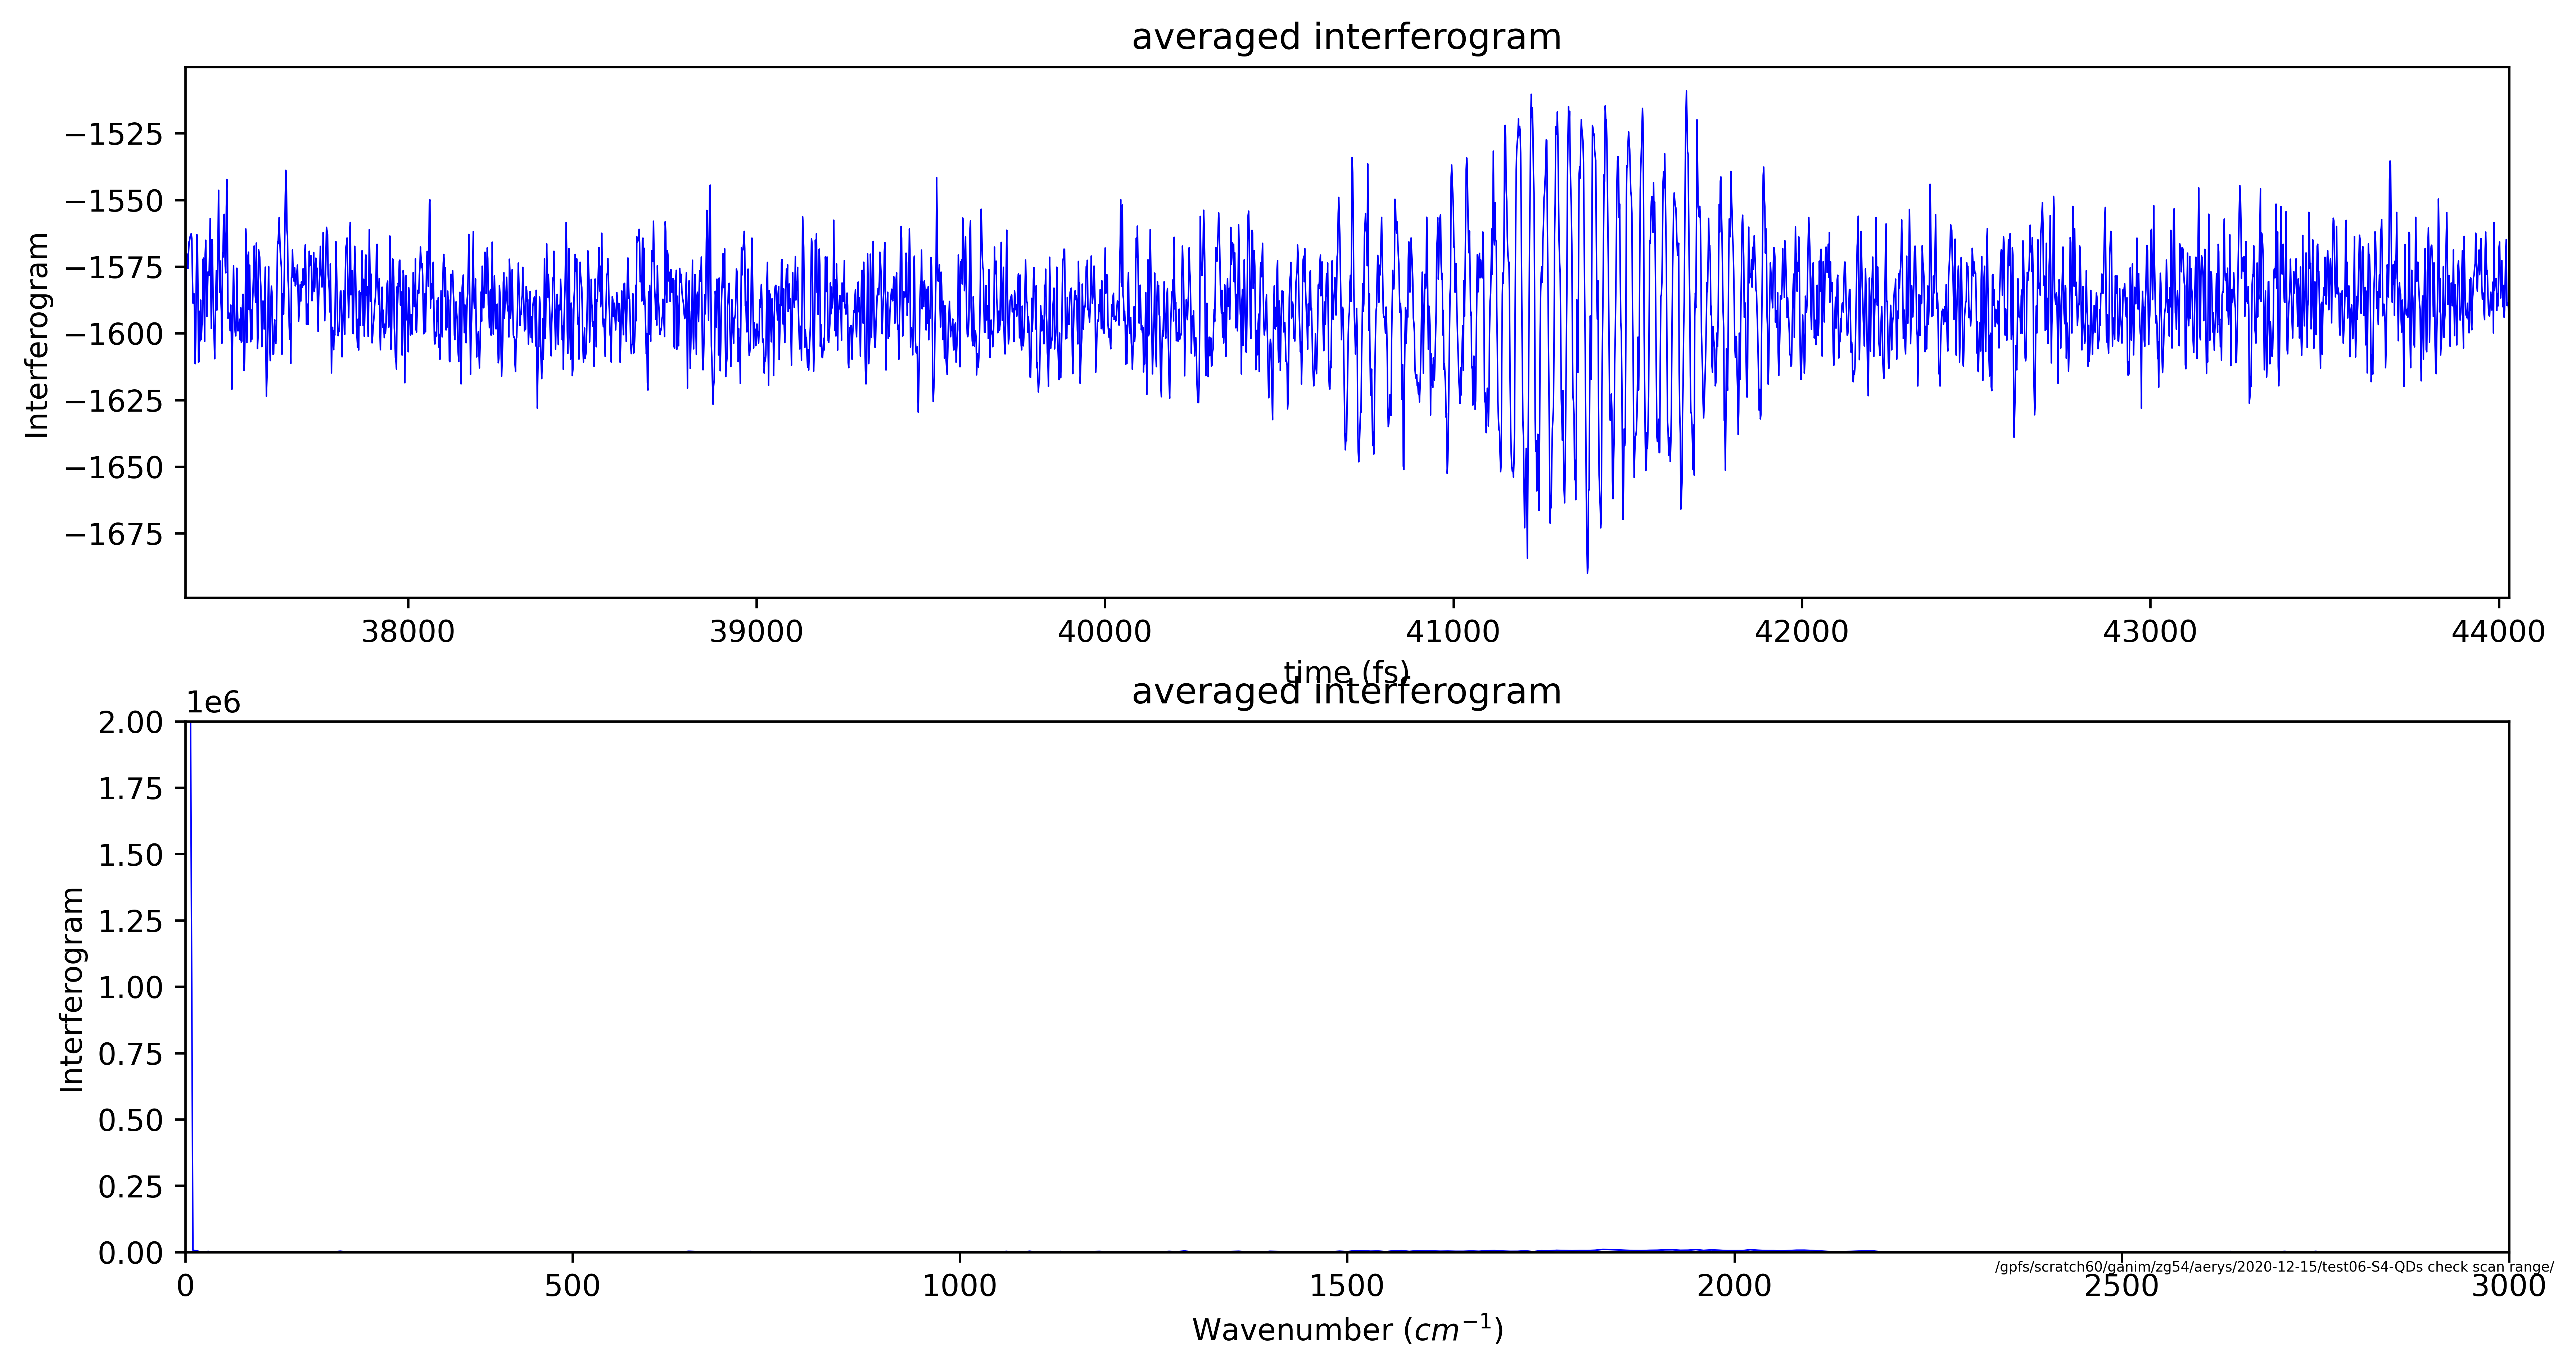 averaged interferogram
Interferogram
−1525
−1550
−1575
−1600
−1625
−1650
−1675
38000 39000 40000 41000 42000 43000 44000
time (fs)
averaged interferogram
1e6
Interferogram
2.00
1.75
1.50
1.25
1.00
0.75
0.50
0.25
0.00
0 500 1000 1500 2000 2500 3000
/gpfs/scratch60/ganim/zg54/aerys/2020-12-15/test06-S4-QDs check scan range/
Wavenumber (cm⁻¹)